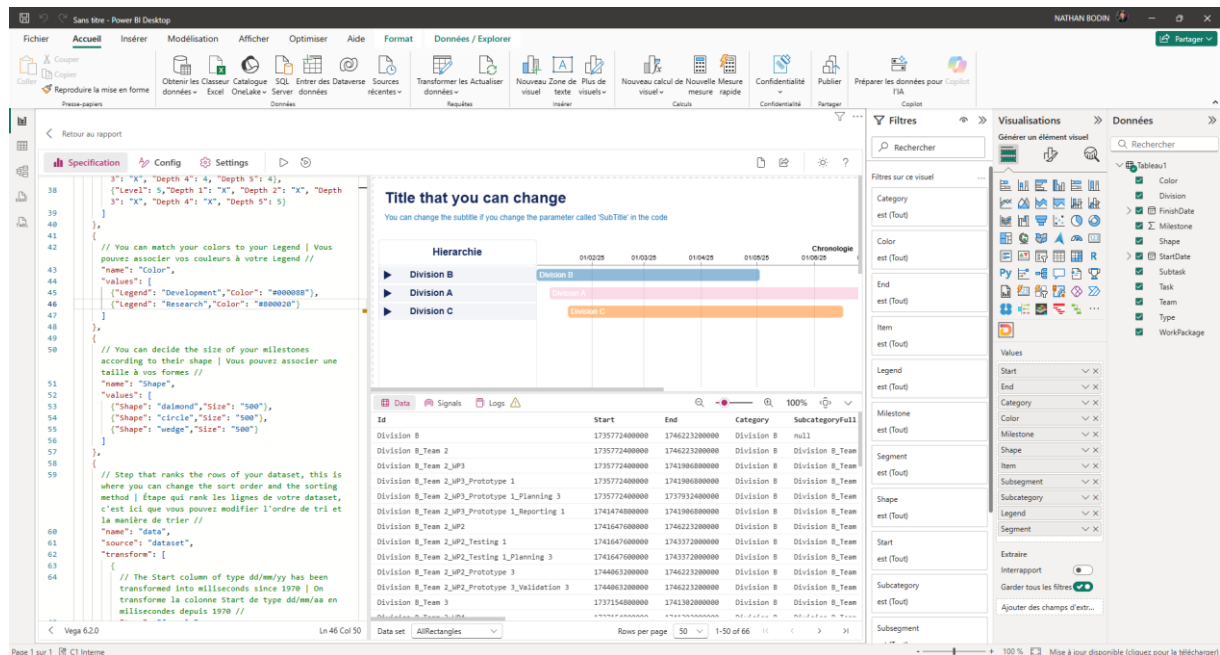 Sans titre - Power BI Desktop
NATHAN BODIN
Fichier Accueil Insérer Modélisation Afficher Optimiser Aide Format Données / Explorer
Partager
Coller
Couper
Copier
Reproduire la mise en forme
Presse-papiers
Obtenir les données
Classeur Excel
Catalogue OneLake
SQL Server
Entrer des données
Dataverse
Sources récentes
Données
Transformer les données
Actualiser
Requêtes
Nouveau visuel
Zone de texte
Plus de visuels
Insérer
Nouveau calcul de visuel
Nouvelle mesure
Mesure rapide
Calculs
Confidentialité
Confidentialité
Publier
Partager
Préparer les données pour l'IA
Copilot
Copilot
Retour au rapport
Specification Config Settings
3": "X", "Depth 4": 4, "Depth 5": 4},
38 {"Level": 5,"Depth 1": "X", "Depth 2": "X", "Depth
3": "X", "Depth 4": "X", "Depth 5": 5}
39 ]
40 },
41 {
42 // You can match your colors to your Legend | Vous
pouvez associer vos couleurs à votre Legend //
43 "name": "Color",
44 "values": [
45 {"Legend": "Development","Color": "#00008B"},
46 {"Legend": "Research","Color": "#800020"}
47 ]
48 },
49 {
50 // You can decide the size of your milestones
according to their shape | Vous pouvez associer une
taille à vos formes //
51 "name": "Shape",
52 "values": [
53 {"Shape": "daimond","Size": "500"},
54 {"Shape": "circle","Size": "500"},
55 {"Shape": "wedge","Size": "500"}
56 ]
57 },
58 {
59 // Step that ranks the rows of your dataset, this is
where you can change the sort order and the sorting
method | Étape qui rank les lignes de votre dataset,
c'est ici que vous pouvez modifier l'ordre de tri et
la manière de trier //
60 "name": "data",
61 "source": "dataset",
62 "transform": [
63 {
64 // The Start column of type dd/mm/yy has been
transformed into miliseconds since 1970 | On
transforme la colonne Start de type dd/mm/aa en
milisecondes depuis 1970 //
Vega 6.2.0
Ln 46 Col 50
Title that you can change
You can change the subtitle if you change the parameter called 'SubTitle' in the code
Hierarchie
Chronologie
01/02/25 01/03/25 01/04/25 01/05/25 01/06/25
Division B
Division B
Division A
Division A
Division C
Division C
Data Signals Logs
100%
Id Start End Category SubcategoryFull
Division B 1735772400000 1746223200000 Division B null
Division B_Team 2 1735772400000 1746223200000 Division B Division B_Team
Division B_Team 2_WP3 1735772400000 1741906800000 Division B Division B_Team
Division B_Team 2_WP3_Prototype 1 1735772400000 1741906800000 Division B Division B_Team
Division B_Team 2_WP3_Prototype 1_Planning 3 1735772400000 1737932400000 Division B Division B_Team
Division B_Team 2_WP3_Prototype 1_Reporting 1 1741474800000 1741906800000 Division B Division B_Team
Division B_Team 2_WP2 1741647600000 1746223200000 Division B Division B_Team
Division B_Team 2_WP2_Testing 1 1741647600000 1743372000000 Division B Division B_Team
Division B_Team 2_WP2_Testing 1_Planning 3 1741647600000 1743372000000 Division B Division B_Team
Division B_Team 2_WP2_Prototype 3 1744063200000 1746223200000 Division B Division B_Team
Division B_Team 2_WP2_Prototype 3_Validation 3 1744063200000 1746223200000 Division B Division B_Team
Division B_Team 3 1737154800000 1741302000000 Division B Division B_Team
Data set AllRectangles
Rows per page 50 1-50 of 66
Filtres
Rechercher
Filtres sur ce visuel
Category
est (Tout)
Color
est (Tout)
End
est (Tout)
Item
est (Tout)
Legend
est (Tout)
Milestone
est (Tout)
Segment
est (Tout)
Shape
est (Tout)
Start
est (Tout)
Subcategory
est (Tout)
Subsegment
Visualisations
Générer un élément visuel
R
Py
123
Values
Start
End
Category
Color
Milestone
Shape
Item
Subsegment
Subcategory
Legend
Segment
Extraire
Interrapport
Garder tous les filtres
Ajouter des champs d'extr...
Données
Rechercher
Tableau1
Color
Division
FinishDate
Milestone
Shape
StartDate
Subtask
Task
Team
Type
WorkPackage
Page 1 sur 1
C1 Interne
100 %
Mise à jour disponible (cliquez pour la télécharger)